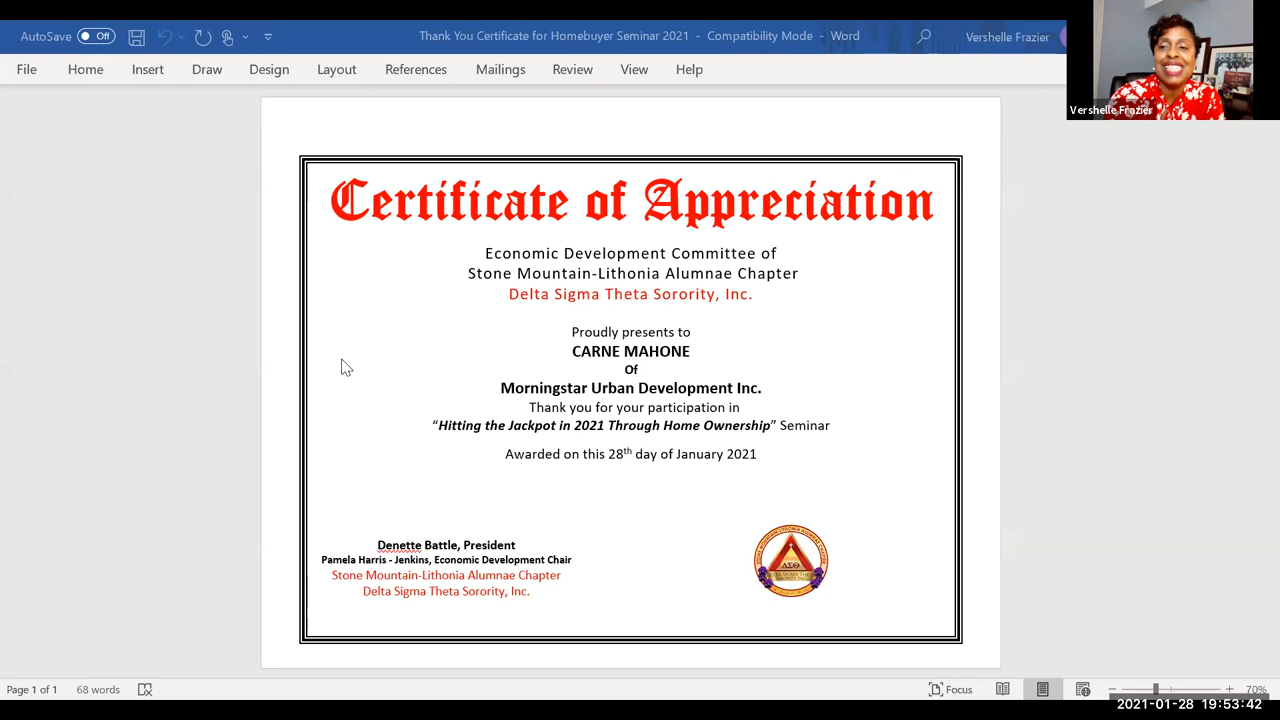 AutoSave Off
Thank You Certificate for Homebuyer Seminar 2021 - Compatibility Mode - Word
Vershelle Frazier
File Home Insert Draw Design Layout References Mailings Review View Help
Vershelle Frazier
Certificate of Appreciation
Economic Development Committee of
Stone Mountain-Lithonia Alumnae Chapter
Delta Sigma Theta Sorority, Inc.
Proudly presents to
CARNE MAHONE
Of
Morningstar Urban Development Inc.
Thank you for your participation in
“Hitting the Jackpot in 2021 Through Home Ownership” Seminar
Awarded on this 28th day of January 2021
Denette Battle, President
Pamela Harris - Jenkins, Economic Development Chair
Stone Mountain-Lithonia Alumnae Chapter
Delta Sigma Theta Sorority, Inc.
STONE MOUNTAIN-LITHONIA ALUMNAE CHAPTER
ΔΣΘ
Page 1 of 1 68 words Focus 70%
2021-01-28 19:53:42